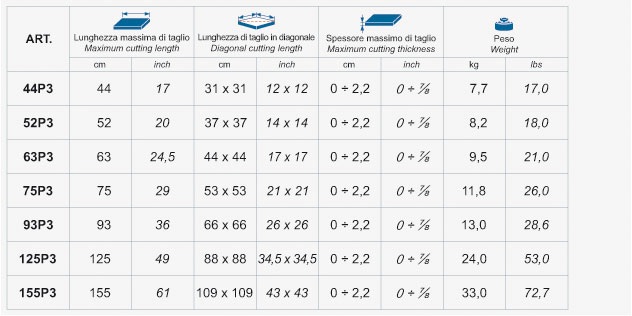 ART. Lunghezza massima di taglio Lunghezza di taglio in diagonale Spessore massimo di taglio Peso
Maximum cutting length Diagonal cutting length Maximum cutting thickness Weight
cm inch cm inch cm inch kg lbs
44P3 44 17 31 x 31 12 x 12 0 ÷ 2,2 0 ÷ ⅞ 7,7 17,0
52P3 52 20 37 x 37 14 x 14 0 ÷ 2,2 0 ÷ ⅞ 8,2 18,0
63P3 63 24,5 44 x 44 17 x 17 0 ÷ 2,2 0 ÷ ⅞ 9,5 21,0
75P3 75 29 53 x 53 21 x 21 0 ÷ 2,2 0 ÷ ⅞ 11,8 26,0
93P3 93 36 66 x 66 26 x 26 0 ÷ 2,2 0 ÷ ⅞ 13,0 28,6
125P3 125 49 88 x 88 34,5 x 34,5 0 ÷ 2,2 0 ÷ ⅞ 24,0 53,0
155P3 155 61 109 x 109 43 x 43 0 ÷ 2,2 0 ÷ ⅞ 33,0 72,7